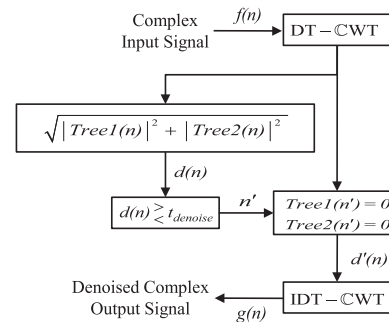 Complex
Input Signal
f(n)
DT–ℂWT
√|Tree1(n)|² + |Tree2(n)|²
d(n)
d(n) ≷ t_denoise
n'
Tree1(n')=0
Tree2(n')=0
d'(n)
Denoised Complex
Output Signal
g(n)
IDT–ℂWT